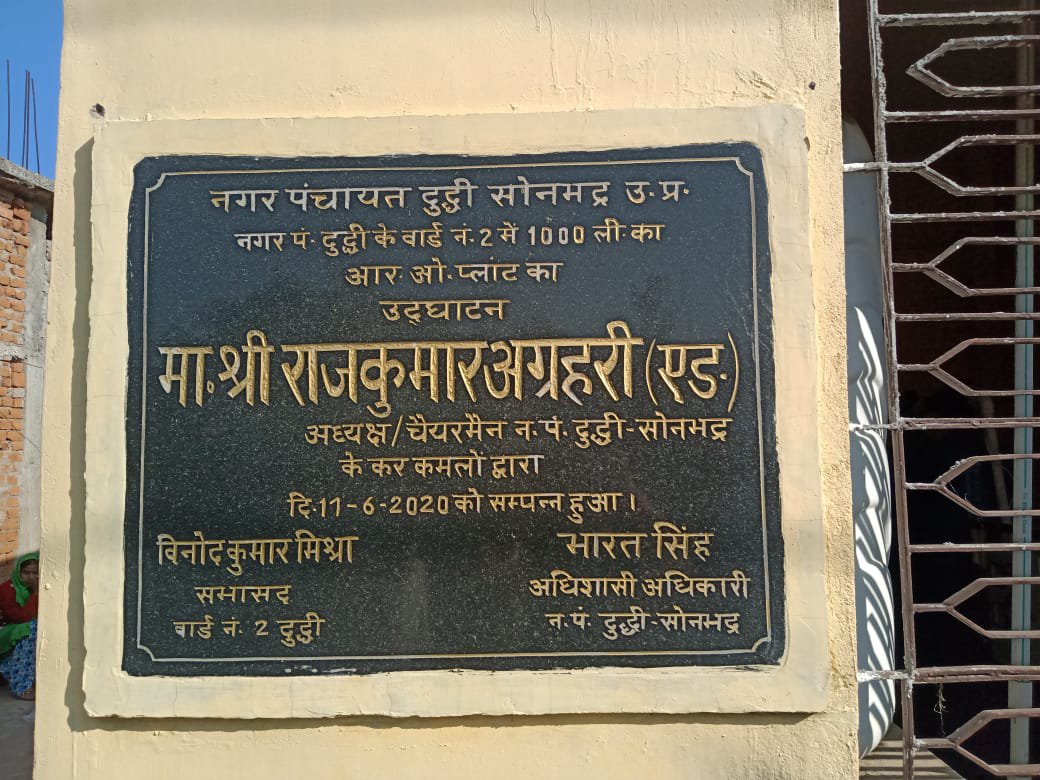 नगर पंचायत दुद्धी सोनभद्र उ.प्र.
नगर पं. दुद्धी के वार्ड नं. 2 में 1000 ली. का
आर. ओ. प्लांट का
उद्घाटन
मा. श्री राजकुमार अग्रहरी (एड.)
अध्यक्ष/चैयरमैन न. पं. दुद्धी-सोनभद्र
के कर कमलों द्वारा
दि. 11-6-2020 को सम्पन्न हुआ।
विनोद कुमार मिश्रा
सभासद
वार्ड नं. 2 दुद्धी
भारत सिंह
अधिशासी अधिकारी
न. पं. दुद्धी-सोनभद्र